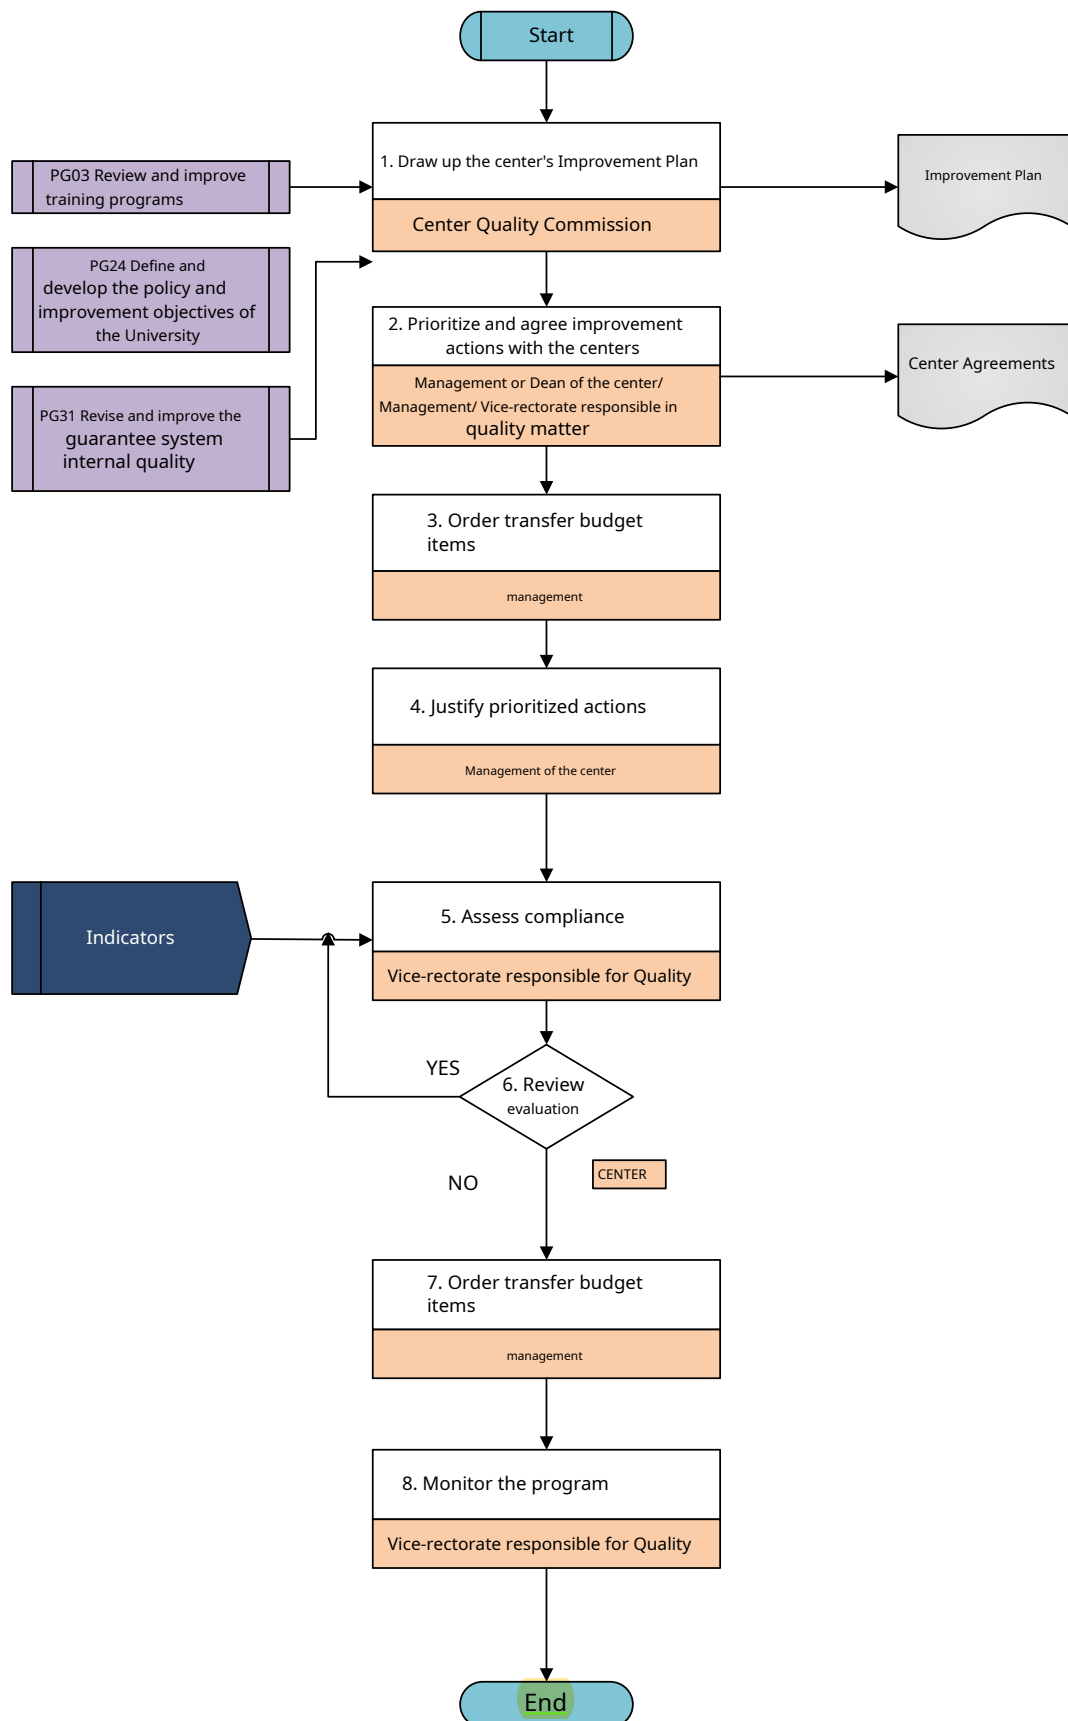 Start
1. Draw up the center's Improvement Plan
Center Quality Commission
PG03 Review and improve
training programs
Improvement Plan
PG24 Define and
develop the policy and
improvement objectives of
the University
2. Prioritize and agree improvement
actions with the centers
Management or Dean of the center/
Management/ Vice-rectorate responsible in
quality matter
Center Agreements
PG31 Revise and improve the
guarantee system
internal quality
3. Order transfer budget
items
management
4. Justify prioritized actions
Management of the center
Indicators
5. Assess compliance
Vice-rectorate responsible for Quality
YES
6. Review
evaluation
CENTER
NO
7. Order transfer budget
items
management
8. Monitor the program
Vice-rectorate responsible for Quality
End